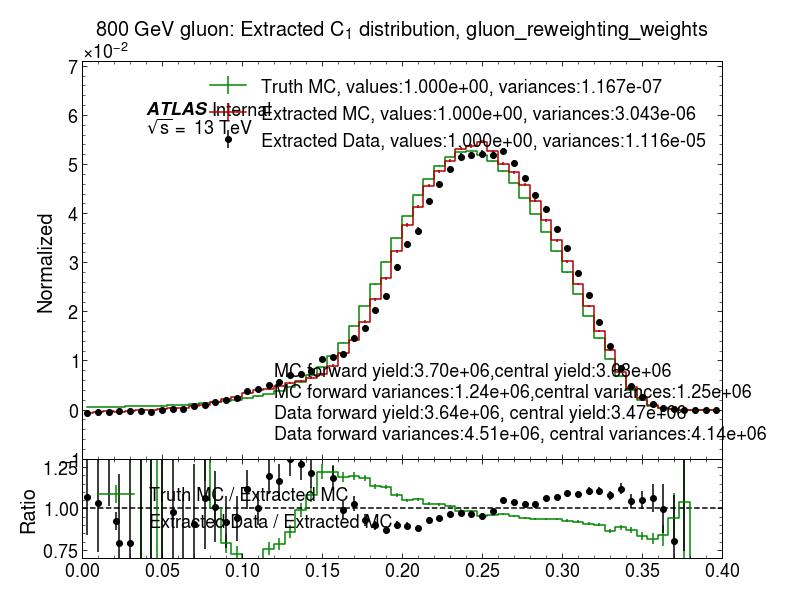 800 GeV gluon: Extracted C₁ distribution, gluon_reweighting_weights
×10⁻²
Truth MC, values:1.000e+00, variances:1.167e-07
ATLAS Internal
Extracted MC, values:1.000e+00, variances:3.043e-06
√s = 13 TeV
Extracted Data, values:1.000e+00, variances:1.116e-05
7
6
5
4
3
2
1
0
Normalized
MC forward yield:3.70e+06,central yield:
MC forward variances:1.24e+06,central variances:1.25e+06
Data forward yield:3.64e+06, central yield:3.47e+06
Data forward variances:4.51e+06, central variances:4.14e+06
1.25
1.00
0.75
Ratio
Truth MC / Extracted MC
Extracted Data / Extracted MC
0.00 0.05 0.10 0.15 0.20 0.25 0.30 0.35 0.40